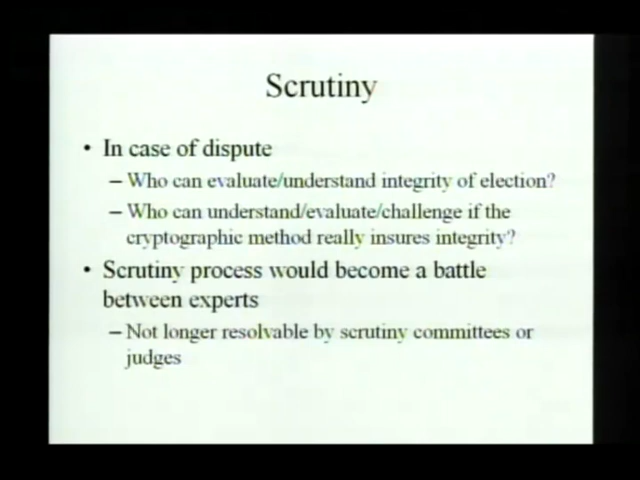 Scrutiny
• In case of dispute
– Who can evaluate/understand integrity of election?
– Who can understand/evaluate/challenge if the
cryptographic method really insures integrity?
• Scrutiny process would become a battle
between experts
– Not longer resolvable by scrutiny committees or
judges